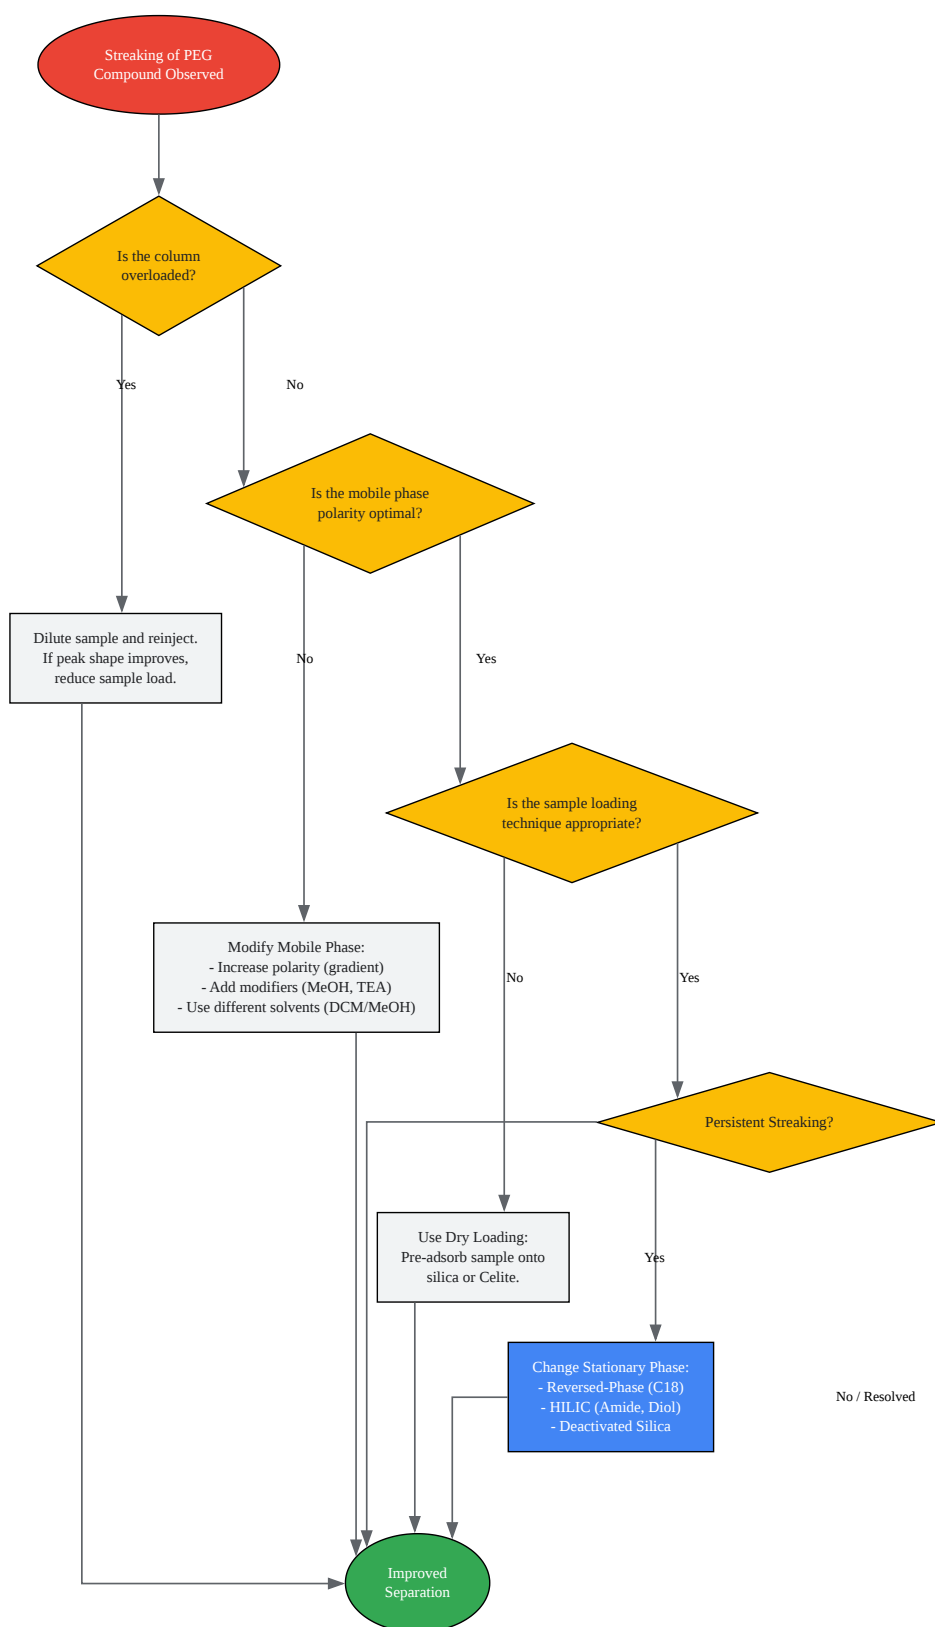 Streaking of PEG
Compound Observed
Is the column
overloaded?
Yes
No
Is the mobile phase
polarity optimal?
Dilute sample and reinject.
If peak shape improves,
reduce sample load.
No
Yes
Is the sample loading
technique appropriate?
Modify Mobile Phase:
- Increase polarity (gradient)
- Add modifiers (MeOH, TEA)
- Use different solvents (DCM/MeOH)
No
Yes
Persistent Streaking?
Use Dry Loading:
Pre-adsorb sample onto
silica or Celite.
Yes
Change Stationary Phase:
- Reversed-Phase (C18)
- HILIC (Amide, Diol)
- Deactivated Silica
No / Resolved
Improved
Separation